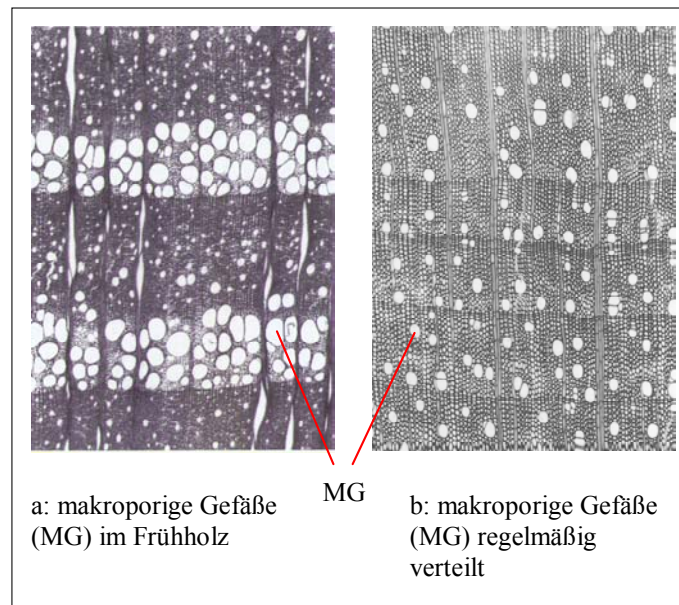 MG
a: makroporige Gefäße
(MG) im Frühholz
b: makroporige Gefäße
(MG) regelmäßig
verteilt